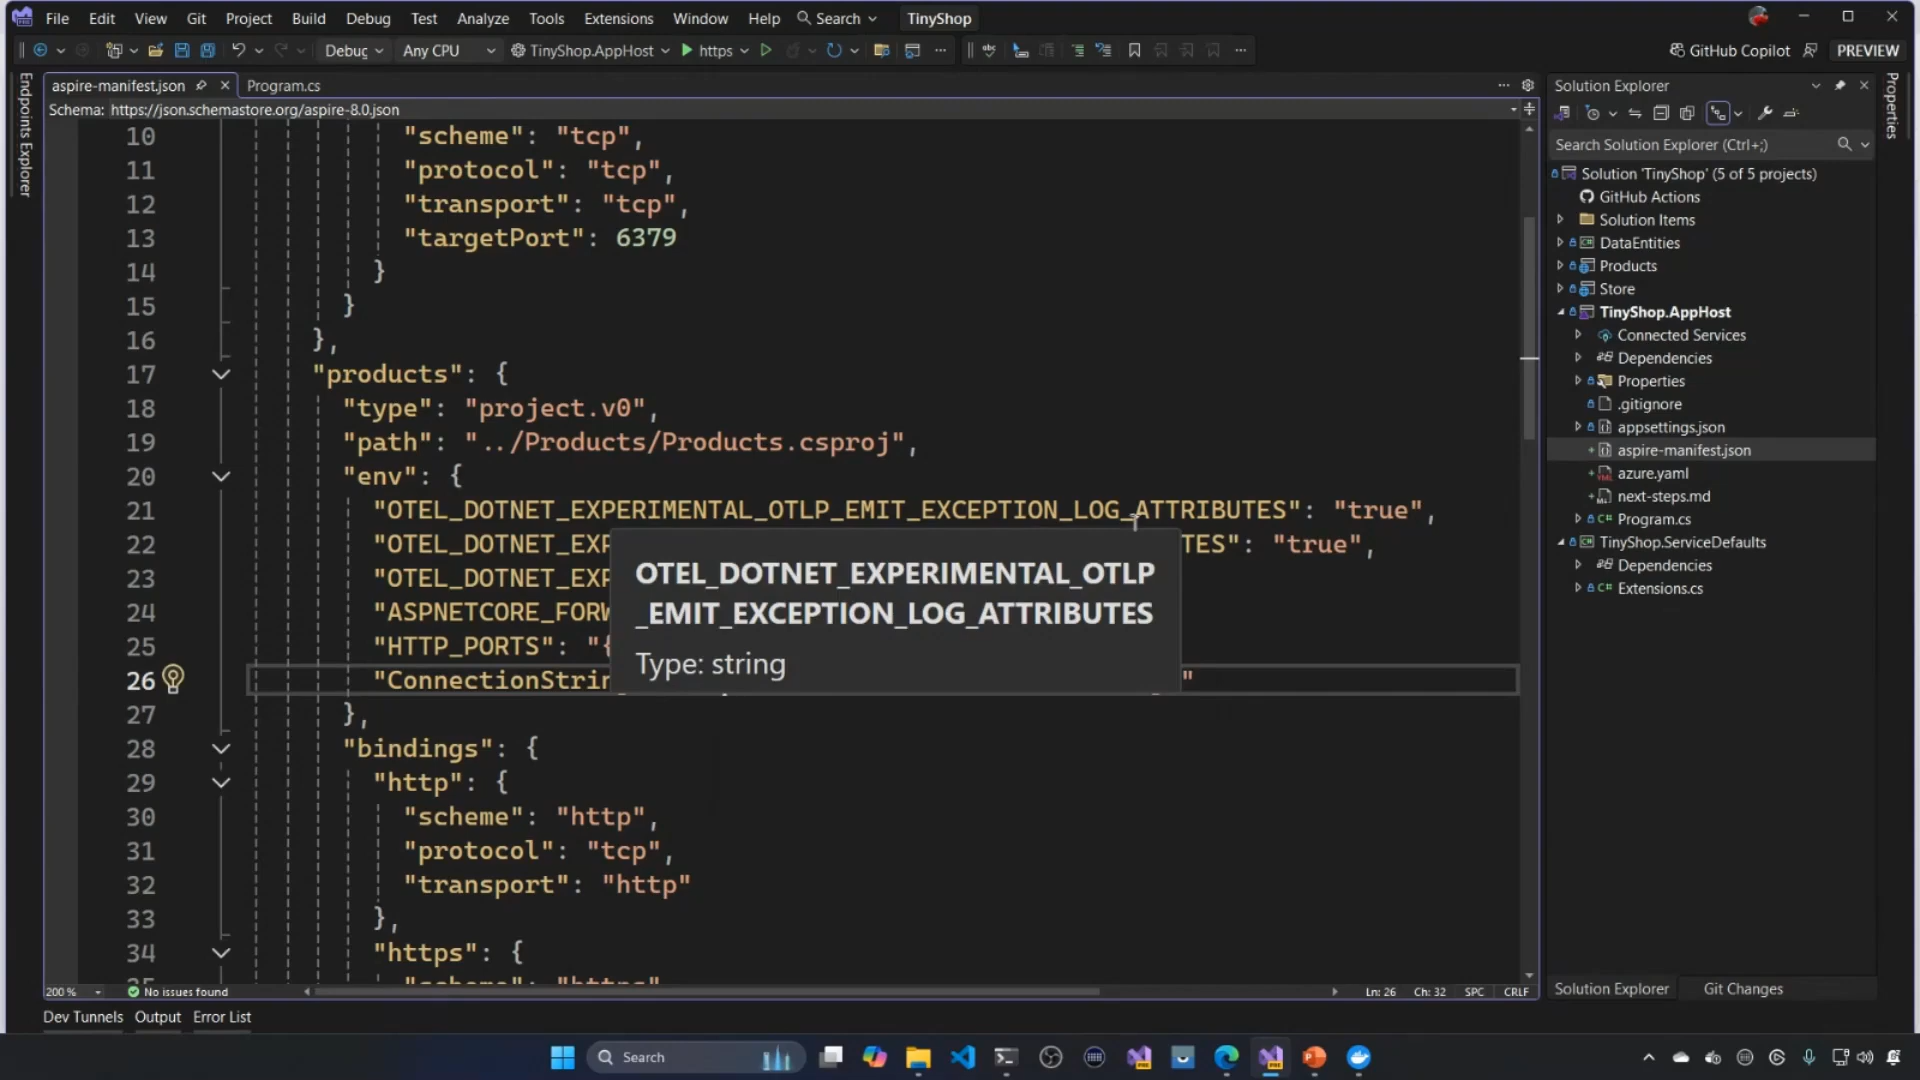 File Edit View Git Project Build Debug Test Analyze Tools Extensions Window Help Search TinyShop
Debug Any CPU TinyShop.AppHost https GitHub Copilot PREVIEW
Endpoints Explorer
aspire-manifest.json Program.cs
Schema: https://json.schemastore.org/aspire-8.0.json
10 "scheme": "tcp",
11 "protocol": "tcp",
12 "transport": "tcp",
13 "targetPort": 6379
14 }
15 }
16 },
17 "products": {
18 "type": "project.v0",
19 "path": "../Products/Products.csproj",
20 "env": {
21 "OTEL_DOTNET_EXPERIMENTAL_OTLP_EMIT_EXCEPTION_LOG_ATTRIBUTES": "true",
22 "OTEL_DOTNET_EXP TES": "true",
23 "OTEL_DOTNET_EX
24 "ASPNETCORE_FOR
25 "HTTP_PORTS": "{
26 "ConnectionStrin "
27 },
28 "bindings": {
29 "http": {
30 "scheme": "http",
31 "protocol": "tcp",
32 "transport": "http"
33 },
34 "https": {
OTEL_DOTNET_EXPERIMENTAL_OTLP
_EMIT_EXCEPTION_LOG_ATTRIBUTES
Type: string
200 % No issues found Ln: 26 Ch: 32 SPC CRLF
Dev Tunnels Output Error List
Solution Explorer
Search Solution Explorer (Ctrl+;)
Solution 'TinyShop' (5 of 5 projects)
GitHub Actions
Solution Items
DataEntities
Products
Store
TinyShop.AppHost
Connected Services
Dependencies
Properties
.gitignore
appsettings.json
aspire-manifest.json
azure.yaml
next-steps.md
Program.cs
TinyShop.ServiceDefaults
Dependencies
Extensions.cs
Solution Explorer Git Changes
Properties
Search